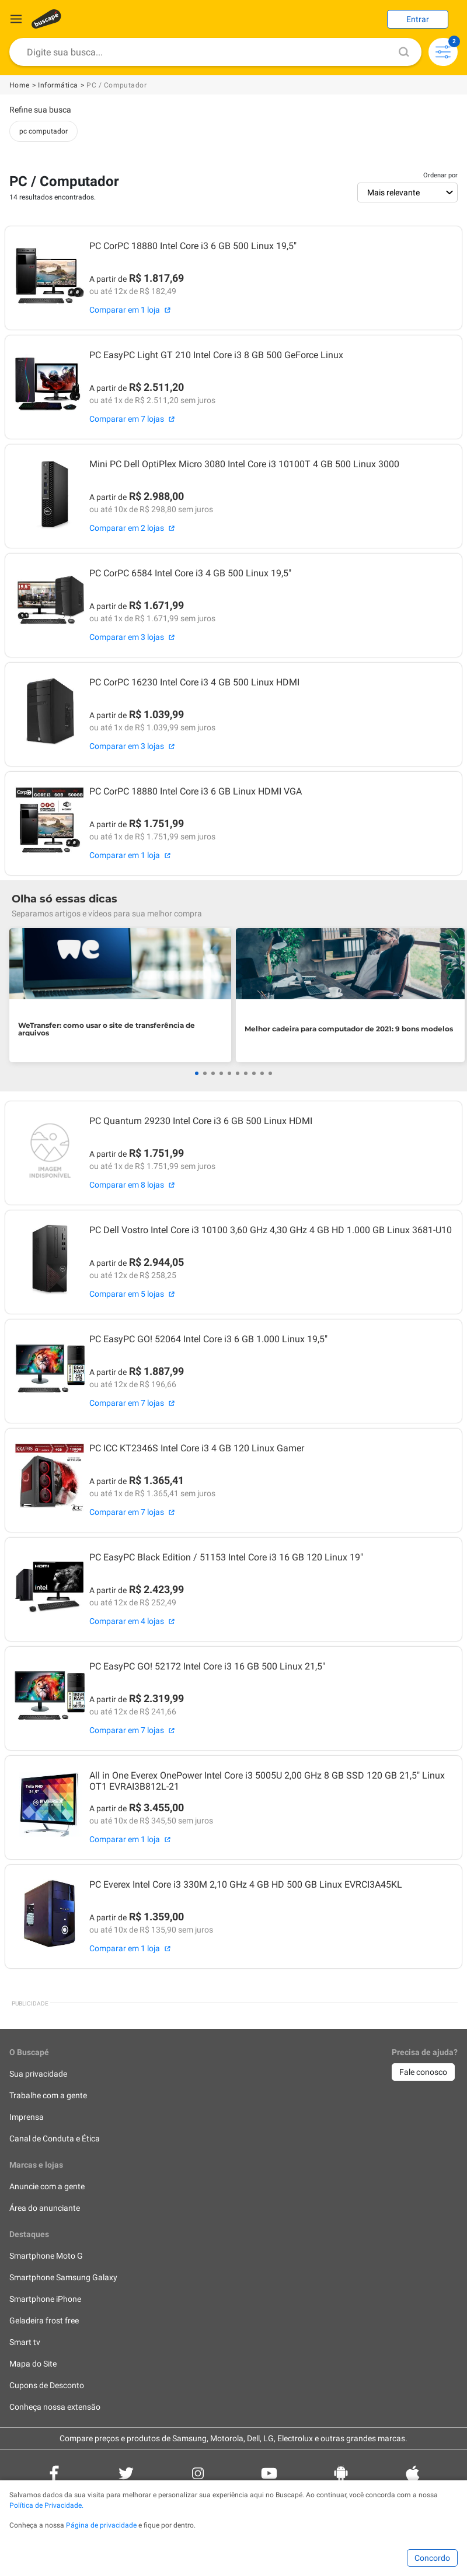 buscapé
Entrar
Digite sua busca...
2
Home > Informática > PC / Computador
Refine sua busca
pc computador
Ordenar por
PC / Computador
14 resultados encontrados.
Mais relevante
PC CorPC 18880 Intel Core i3 6 GB 500 Linux 19,5"
A partir de R$ 1.817,69
ou até 12x de R$ 182,49
Comparar em 1 loja
PC EasyPC Light GT 210 Intel Core i3 8 GB 500 GeForce Linux
A partir de R$ 2.511,20
ou até 1x de R$ 2.511,20 sem juros
Comparar em 7 lojas
Mini PC Dell OptiPlex Micro 3080 Intel Core i3 10100T 4 GB 500 Linux 3000
A partir de R$ 2.988,00
ou até 10x de R$ 298,80 sem juros
Comparar em 2 lojas
PC CorPC 6584 Intel Core i3 4 GB 500 Linux 19,5"
A partir de R$ 1.671,99
ou até 1x de R$ 1.671,99 sem juros
Comparar em 3 lojas
PC CorPC 16230 Intel Core i3 4 GB 500 Linux HDMI
A partir de R$ 1.039,99
ou até 1x de R$ 1.039,99 sem juros
Comparar em 3 lojas
PC CorPC 18880 Intel Core i3 6 GB Linux HDMI VGA
A partir de R$ 1.751,99
ou até 1x de R$ 1.751,99 sem juros
Comparar em 1 loja
Olha só essas dicas
Separamos artigos e vídeos para sua melhor compra
WeTransfer: como usar o site de transferência de arquivos
Melhor cadeira para computador de 2021: 9 bons modelos
IMAGEM INDISPONÍVEL
PC Quantum 29230 Intel Core i3 6 GB 500 Linux HDMI
A partir de R$ 1.751,99
ou até 1x de R$ 1.751,99 sem juros
Comparar em 8 lojas
PC Dell Vostro Intel Core i3 10100 3,60 GHz 4,30 GHz 4 GB HD 1.000 GB Linux 3681-U10
A partir de R$ 2.944,05
ou até 12x de R$ 258,25
Comparar em 5 lojas
PC EasyPC GO! 52064 Intel Core i3 6 GB 1.000 Linux 19,5"
A partir de R$ 1.887,99
ou até 12x de R$ 196,66
Comparar em 7 lojas
PC ICC KT2346S Intel Core i3 4 GB 120 Linux Gamer
A partir de R$ 1.365,41
ou até 1x de R$ 1.365,41 sem juros
Comparar em 7 lojas
PC EasyPC Black Edition / 51153 Intel Core i3 16 GB 120 Linux 19"
A partir de R$ 2.423,99
ou até 12x de R$ 252,49
Comparar em 4 lojas
PC EasyPC GO! 52172 Intel Core i3 16 GB 500 Linux 21,5"
A partir de R$ 2.319,99
ou até 12x de R$ 241,66
Comparar em 7 lojas
All in One Everex OnePower Intel Core i3 5005U 2,00 GHz 8 GB SSD 120 GB 21,5" Linux
OT1 EVRAI3B812L-21
A partir de R$ 3.455,00
ou até 10x de R$ 345,50 sem juros
Comparar em 1 loja
PC Everex Intel Core i3 330M 2,10 GHz 4 GB HD 500 GB Linux EVRCI3A45KL
A partir de R$ 1.359,00
ou até 10x de R$ 135,90 sem juros
Comparar em 1 loja
PUBLICIDADE
O Buscapé
Precisa de ajuda?
Sua privacidade
Fale conosco
Trabalhe com a gente
Imprensa
Canal de Conduta e Ética
Marcas e lojas
Anuncie com a gente
Área do anunciante
Destaques
Smartphone Moto G
Smartphone Samsung Galaxy
Smartphone iPhone
Geladeira frost free
Smart tv
Mapa do Site
Cupons de Desconto
Conheça nossa extensão
Compare preços e produtos de Samsung, Motorola, Dell, LG, Electrolux e outras grandes marcas.
Salvamos dados da sua visita para melhorar e personalizar sua experiência aqui no Buscapé. Ao continuar, você concorda com a nossa
Política de Privacidade.
Conheça a nossa Página de privacidade e fique por dentro.
Concordo